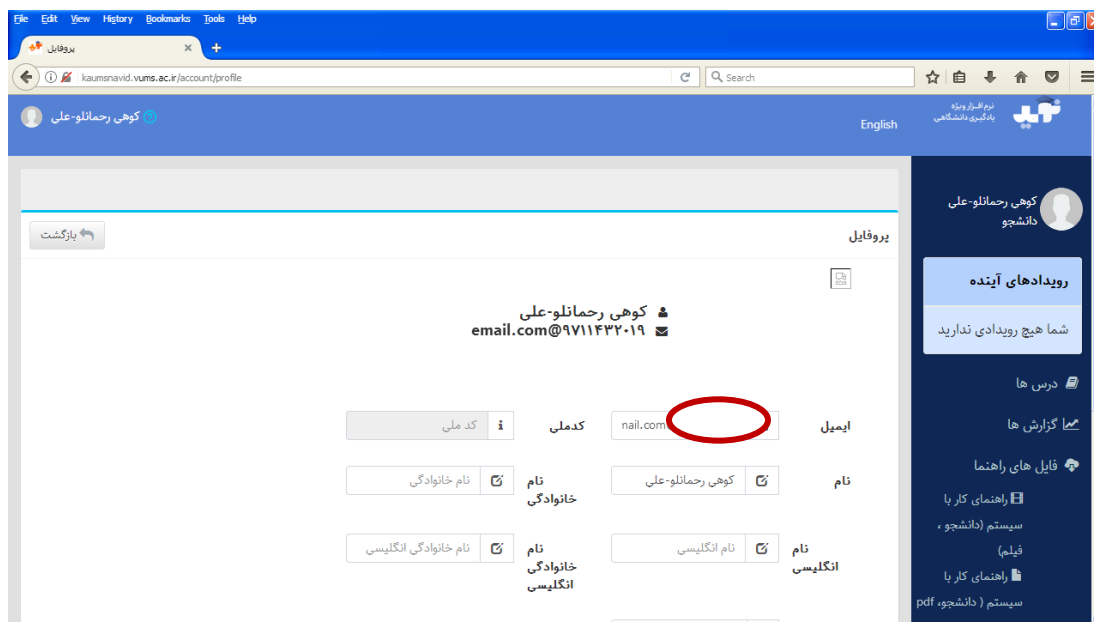 File Edit View History Bookmarks Tools Help
پروفایل
kaumsnavid.vums.ac.ir/account/profile
Search
نرم افزار ویژه
یادگیری دانشگاهی
نوید
English
کوهی رحمانلو-علی
کوهی رحمانلو-علی
دانشجو
رویدادهای آینده
شما هیچ رویدادی ندارید
درس ها
گزارش ها
فایل های راهنما
راهنمای کار با
سیستم (دانشجو ،
فیلم)
راهنمای کار با
سیستم ( دانشجو، pdf
پروفایل
بازگشت
کوهی رحمانلو-علی
email.com@۹۷۱۱۴۳۲۰۱۹
ایمیل
nail.com
کدملی
کد ملی
نام
کوهی رحمانلو-علی
نام
خانوادگی
نام خانوادگی
نام
انگلیسی
نام انگلیسی
نام
خانوادگی
انگلیسی
نام خانوادگی انگلیسی